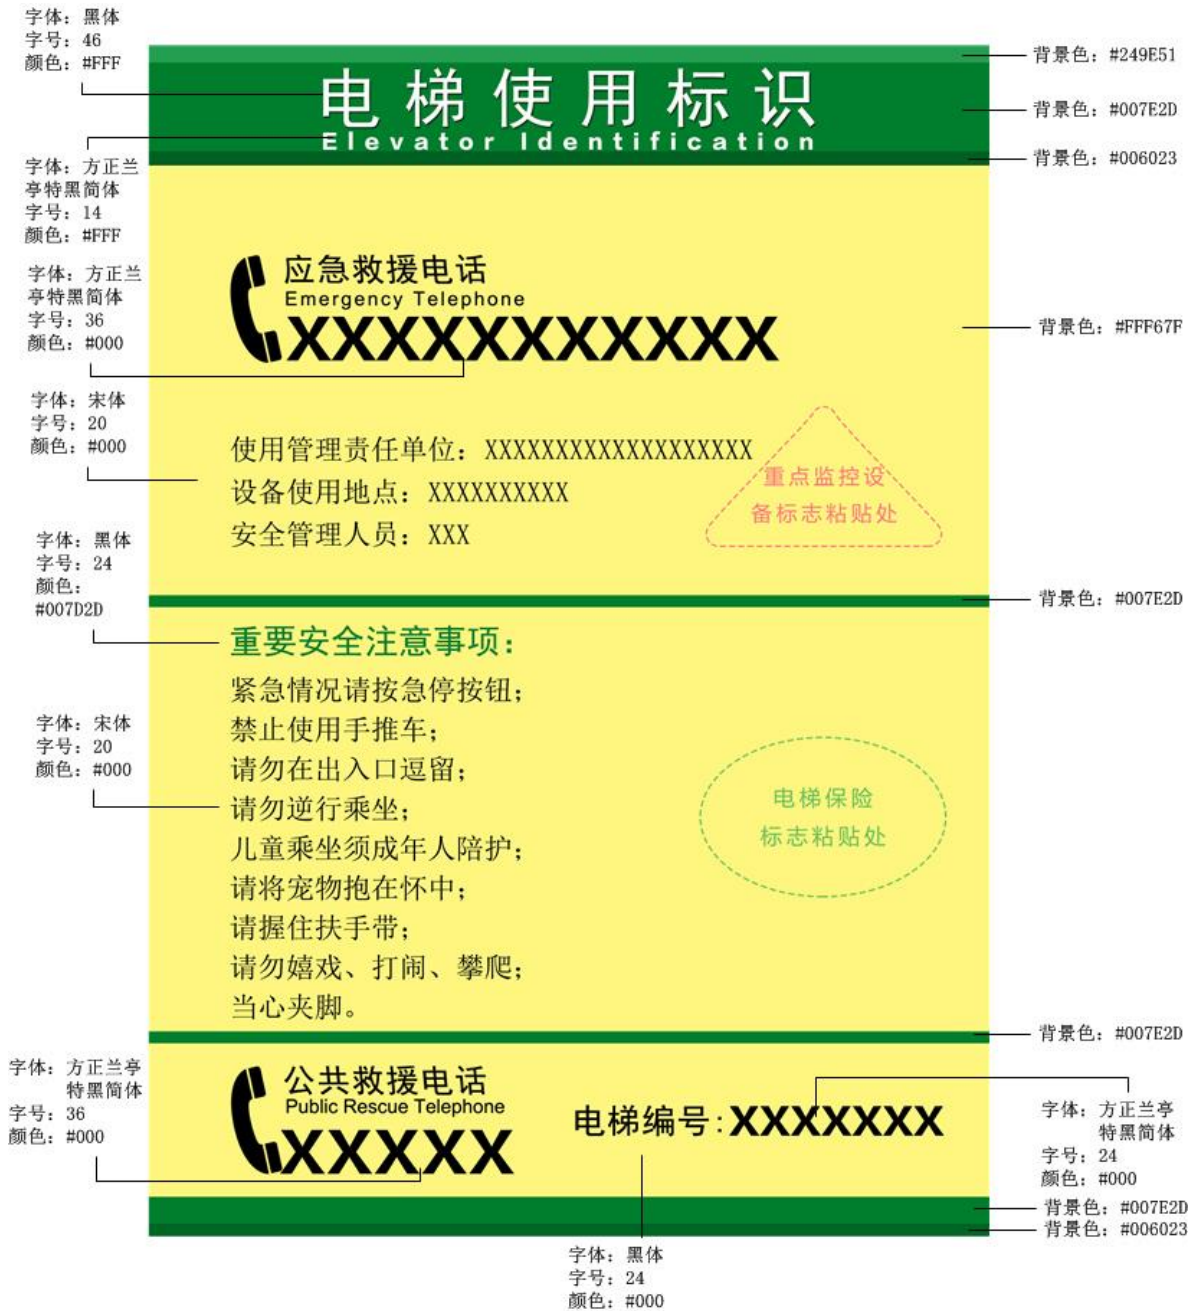 字体：黑体
字号：46
颜色：#FFF
背景色：#249E51
电梯使用标识
背景色：#007E2D
Elevator Identification
背景色：#006023
字体：方正兰
亭特黑简体
字号：14
颜色：#FFF
字体：方正兰
亭特黑简体
字号：36
颜色：#000
应急救援电话
Emergency Telephone
XXXXXXXXXXX
背景色：#FFF67F
字体：宋体
字号：20
颜色：#000
使用管理责任单位：XXXXXXXXXXXXXXXXXXX
设备使用地点：XXXXXXXXXX
安全管理人员：XXX
重点监控设
备标志粘贴处
字体：黑体
字号：24
颜色：
#007D2D
背景色：#007E2D
重要安全注意事项：
紧急情况请按急停按钮；
禁止使用手推车；
请勿在出入口逗留；
请勿逆行乘坐；
儿童乘坐须成年人陪护；
请将宠物抱在怀中；
请握住扶手带；
请勿嬉戏、打闹、攀爬；
当心夹脚。
字体：宋体
字号：20
颜色：#000
电梯保险
标志粘贴处
背景色：#007E2D
字体：方正兰亭
特黑简体
字号：36
颜色：#000
公共救援电话
Public Rescue Telephone
XXXXX
电梯编号:XXXXXXX
字体：方正兰亭
特黑简体
字号：24
颜色：#000
背景色：#007E2D
背景色：#006023
字体：黑体
字号：24
颜色：#000